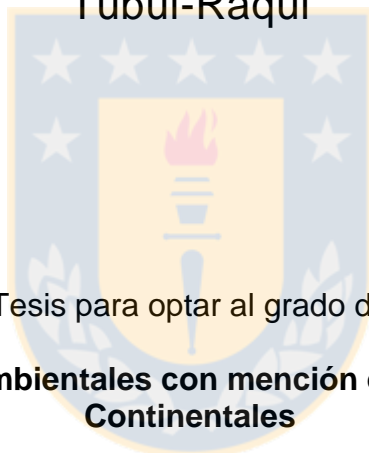 Tubul-Raqui
Tesis para optar al grado d
mbientales con mención
Continentales